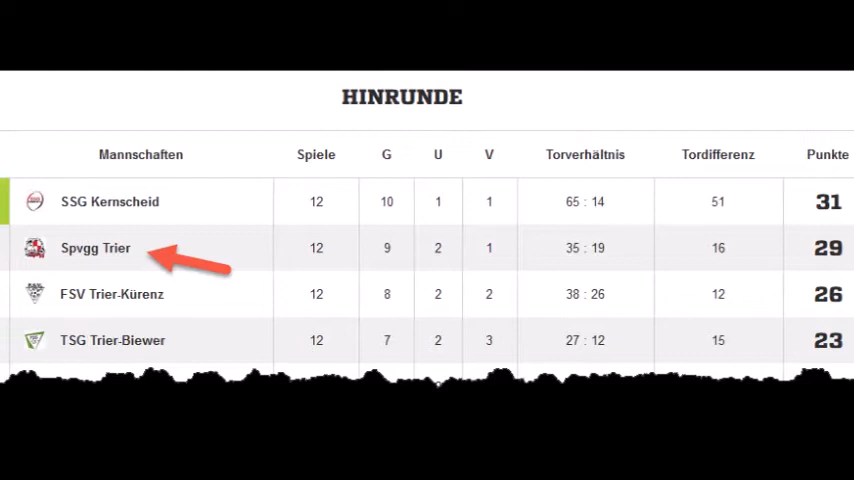 HINRUNDE
Mannschaften Spiele G U V Torverhältnis Tordifferenz Punkte
SSG Kernscheid 12 10 1 1 65 : 14 51 31
Spvgg Trier 12 9 2 1 35 : 19 16 29
FSV Trier-Kürenz 12 8 2 2 38 : 26 12 26
TSG Trier-Biewer 12 7 2 3 27 : 12 15 23